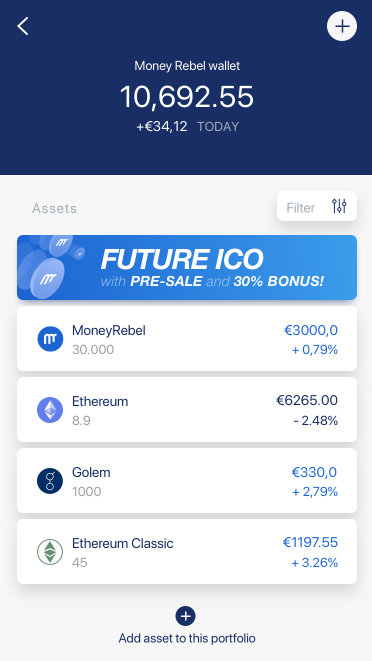 Money Rebel wallet
10,692.55
+€34,12 TODAY
Assets
Filter
FUTURE ICO
with PRE-SALE and 30% BONUS!
MoneyRebel €3000,0
30.000 + 0,79%
Ethereum €6265.00
8.9 - 2.48%
Golem €330,0
1000 + 2,79%
Ethereum Classic €1197.55
45 + 3.26%
Add asset to this portfolio